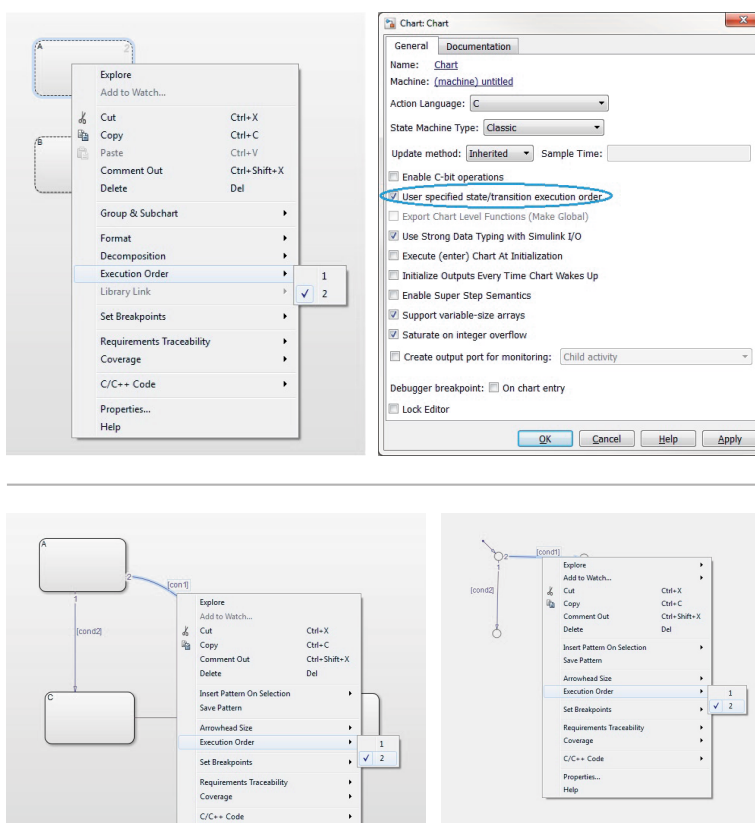 A
2
B
Explore
Add to Watch...
Cut Ctrl+X
Copy Ctrl+C
Paste Ctrl+V
Comment Out Ctrl+Shift+X
Delete Del
Group & Subchart
Format
Decomposition
Execution Order
1
✓ 2
Library Link
Set Breakpoints
Requirements Traceability
Coverage
C/C++ Code
Properties...
Help
Chart: Chart
General Documentation
Name: Chart
Machine: (machine) untitled
Action Language: C
State Machine Type: Classic
Update method: Inherited Sample Time:
Enable C-bit operations
User specified state/transition execution order
Export Chart Level Functions (Make Global)
Use Strong Data Typing with Simulink I/O
Execute (enter) Chart At Initialization
Initialize Outputs Every Time Chart Wakes Up
Enable Super Step Semantics
Support variable-size arrays
Saturate on integer overflow
Create output port for monitoring: Child activity
Debugger breakpoint: On chart entry
Lock Editor
OK Cancel Help Apply
A
2
[con1]
1
[cond2]
C
Explore
Add to Watch...
Cut Ctrl+X
Copy Ctrl+C
Comment Out Ctrl+Shift+X
Delete Del
Insert Pattern On Selection
Save Pattern
Arrowhead Size
Execution Order
1
✓ 2
Set Breakpoints
Requirements Traceability
Coverage
C/C++ Code
2
[cond1]
1
[cond2]
Explore
Add to Watch...
Cut Ctrl+X
Copy Ctrl+C
Comment Out Ctrl+Shift+X
Delete Del
Insert Pattern On Selection
Save Pattern
Arrowhead Size
Execution Order
1
✓ 2
Set Breakpoints
Requirements Traceability
Coverage
C/C++ Code
Properties...
Help